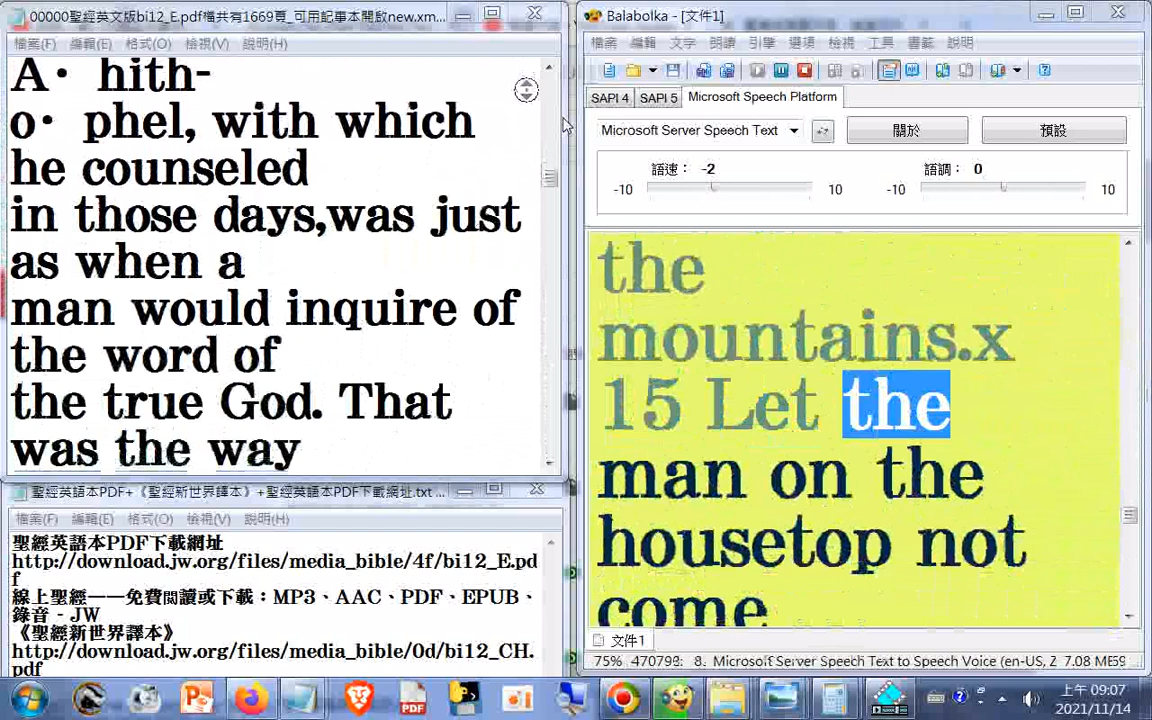 00000聖經英文版bi12_E.pdf檔共有1669頁_可用記事本開啟new.xm...
檔案(F) 編輯(E) 格式(O) 檢視(V) 說明(H)
A· hith-
o· phel, with which
he counseled
in those days,was just
as when a
man would inquire of
the word of
the true God. That
was the way
聖經英語本PDF+《聖經新世界譯本》+聖經英語本PDF下載網址.txt ...
檔案(F) 編輯(E) 格式(O) 檢視(V) 說明(H)
聖經英語本PDF下載網址
http://download.jw.org/files/media_bible/4f/bi12_E.pd
f
線上聖經——免費閱讀或下載：MP3、AAC、PDF、EPUB、
錄音 - JW
《聖經新世界譯本》
http://download.jw.org/files/media_bible/0d/bi12_CH.
pdf
Balabolka - [文件1]
檔案 編輯 文字 朗讀 引擎 選項 檢視 工具 書籤 說明
SAPI 4 SAPI 5 Microsoft Speech Platform
Microsoft Server Speech Text 關於 預設
語速： -2 語調： 0
-10 10 -10 10
the
mountains.x
15 Let the
man on the
housetop not
come
文件1
75% 470798: 8. Microsoft Server Speech Text to Speech Voice (en-US, Z 7.08 ME59
上午 09:07
2021/11/14